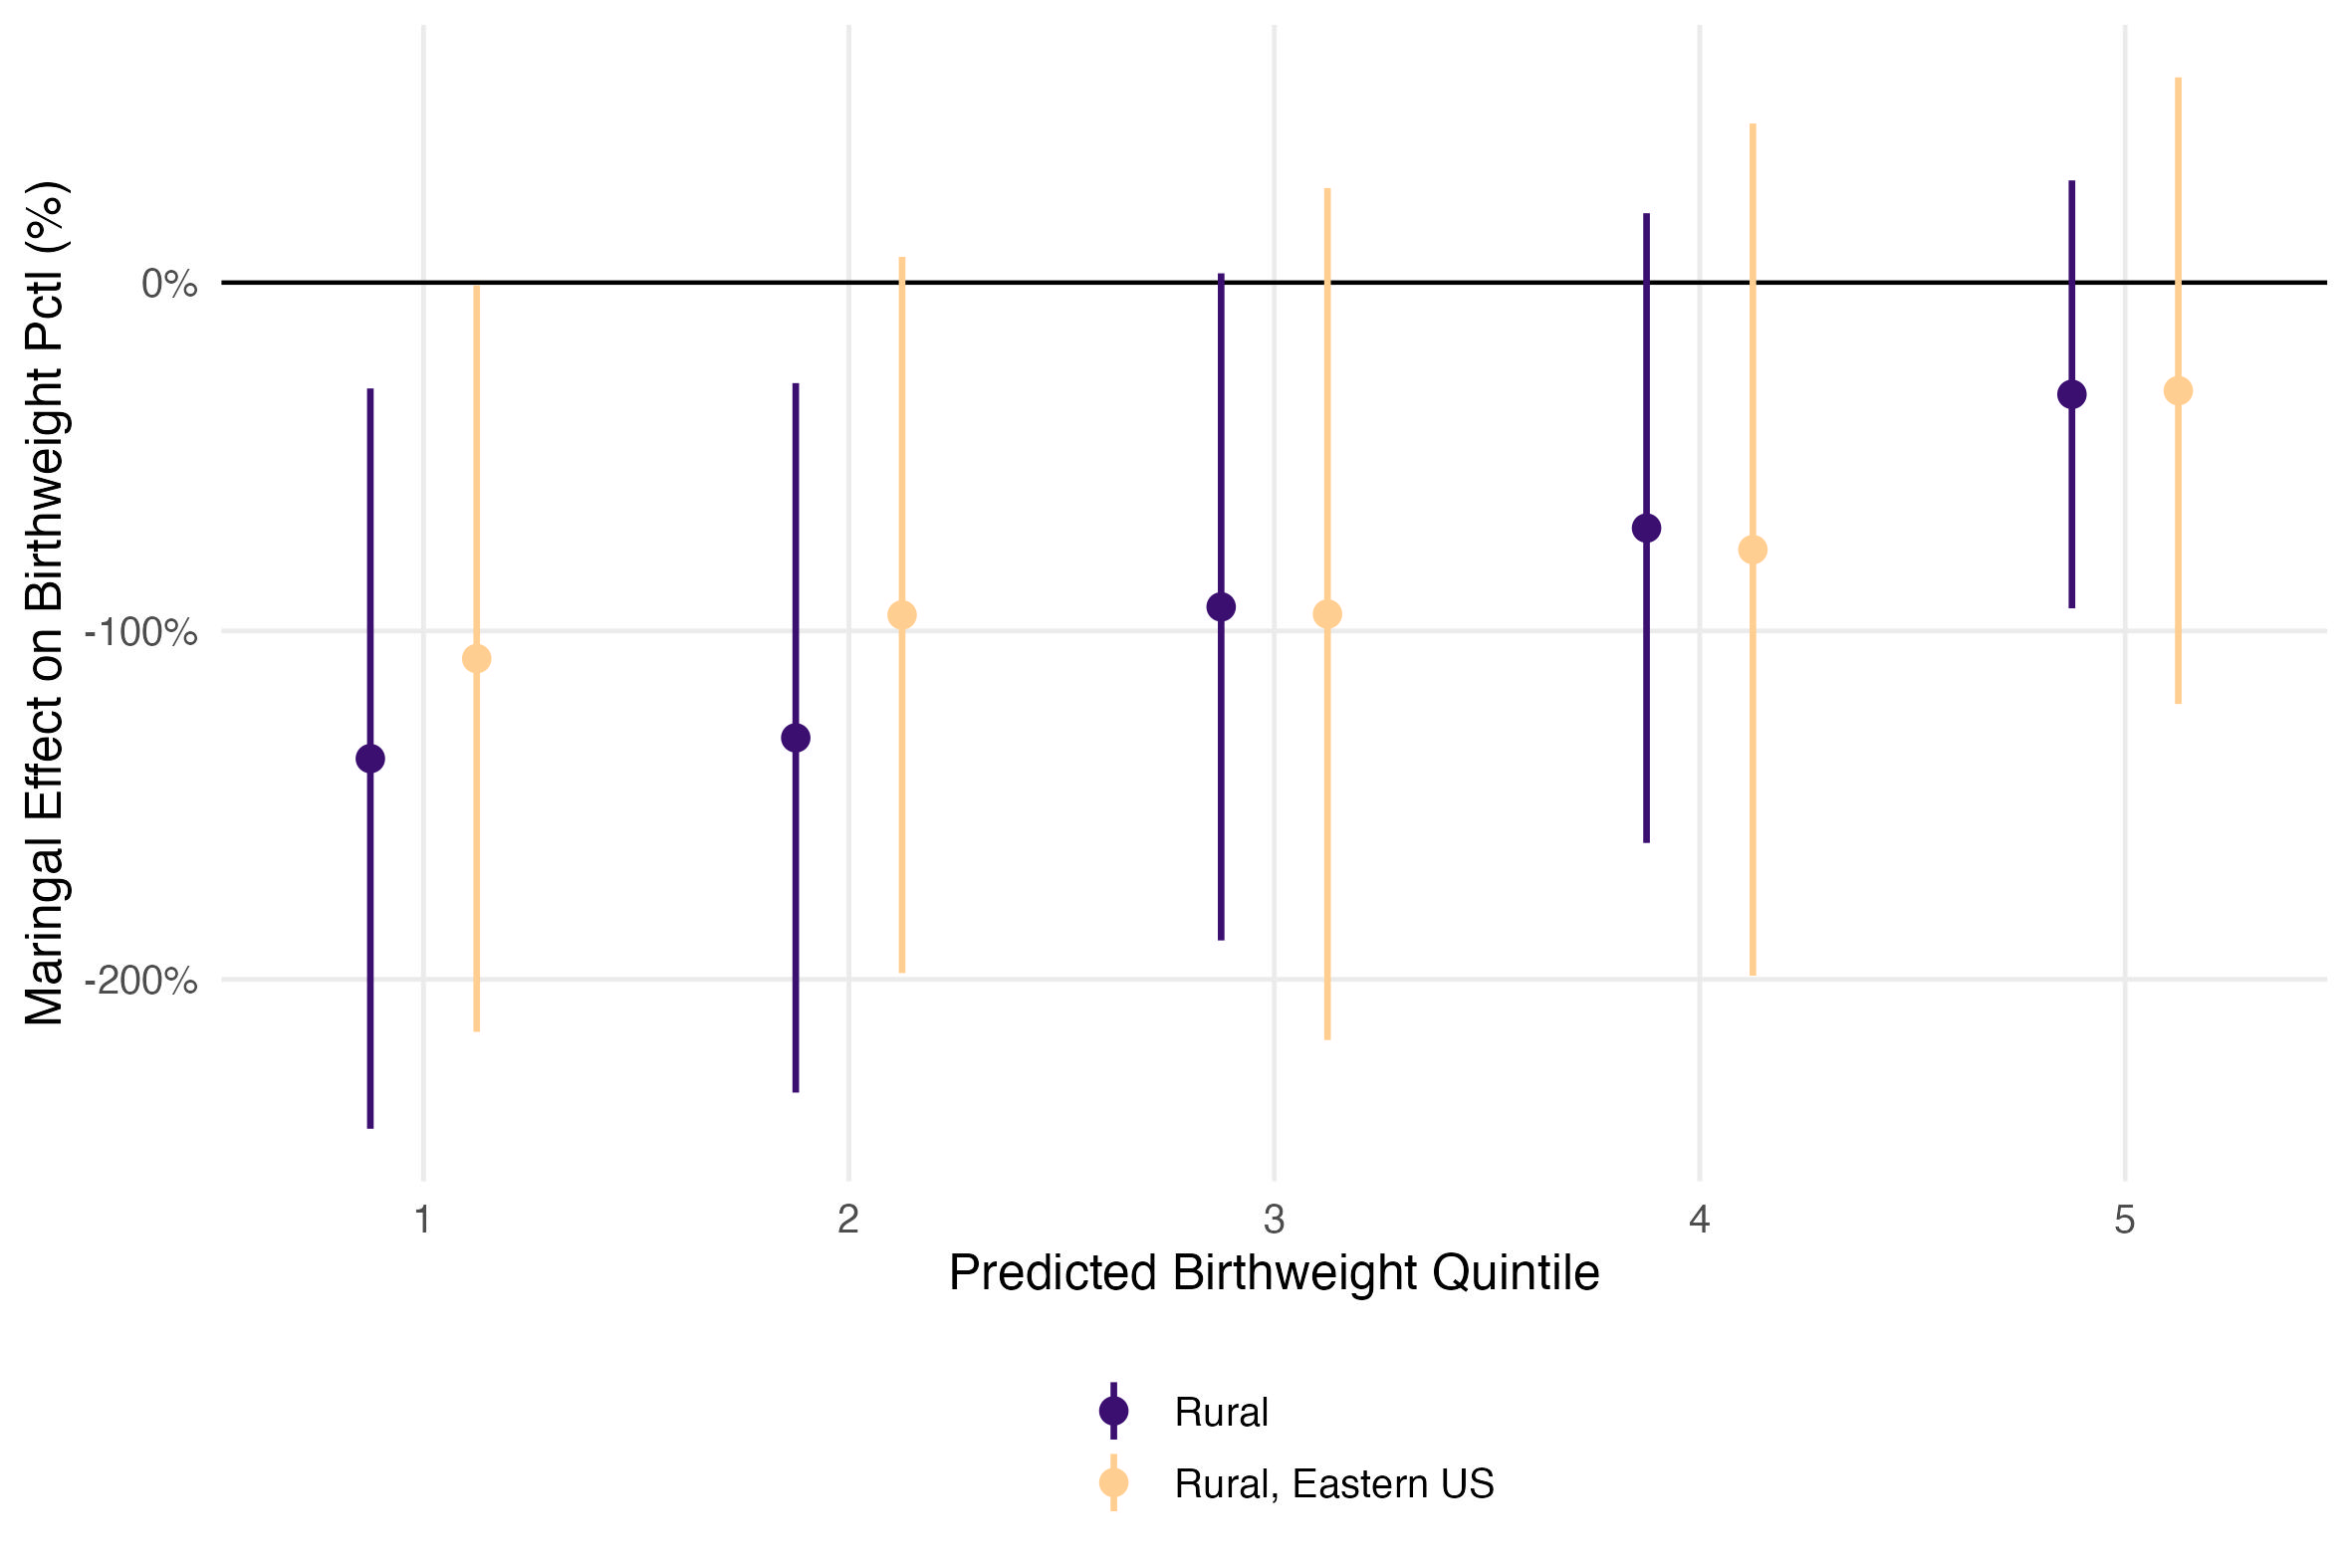 Maringal Effect on Birthweight Pctl (%)
0%
-100%
-200%
1 2 3 4 5
Predicted Birthweight Quintile
Rural
Rural, Eastern US